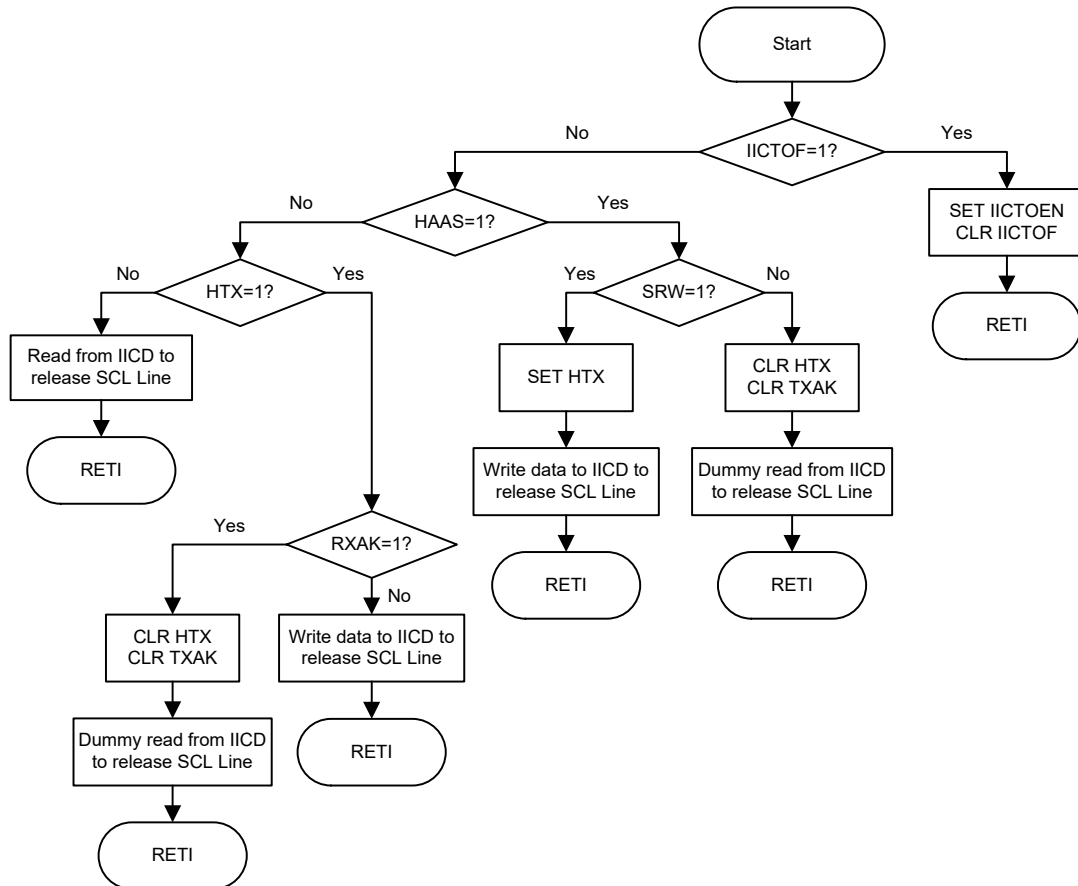 Start
No
Yes
IICTOF=1?
No
HAAS=1?
Yes
SET IICTOEN
CLR IICTOF
No
HTX=1?
Yes
Yes
SRW=1?
No
RETI
Read from IICD to
release SCL Line
SET HTX
CLR HTX
CLR TXAK
RETI
Write data to IICD to
release SCL Line
Dummy read from IICD
to release SCL Line
Yes
RXAK=1?
RETI
RETI
No
CLR HTX
CLR TXAK
Write data to IICD to
release SCL Line
Dummy read from IICD
to release SCL Line
RETI
RETI